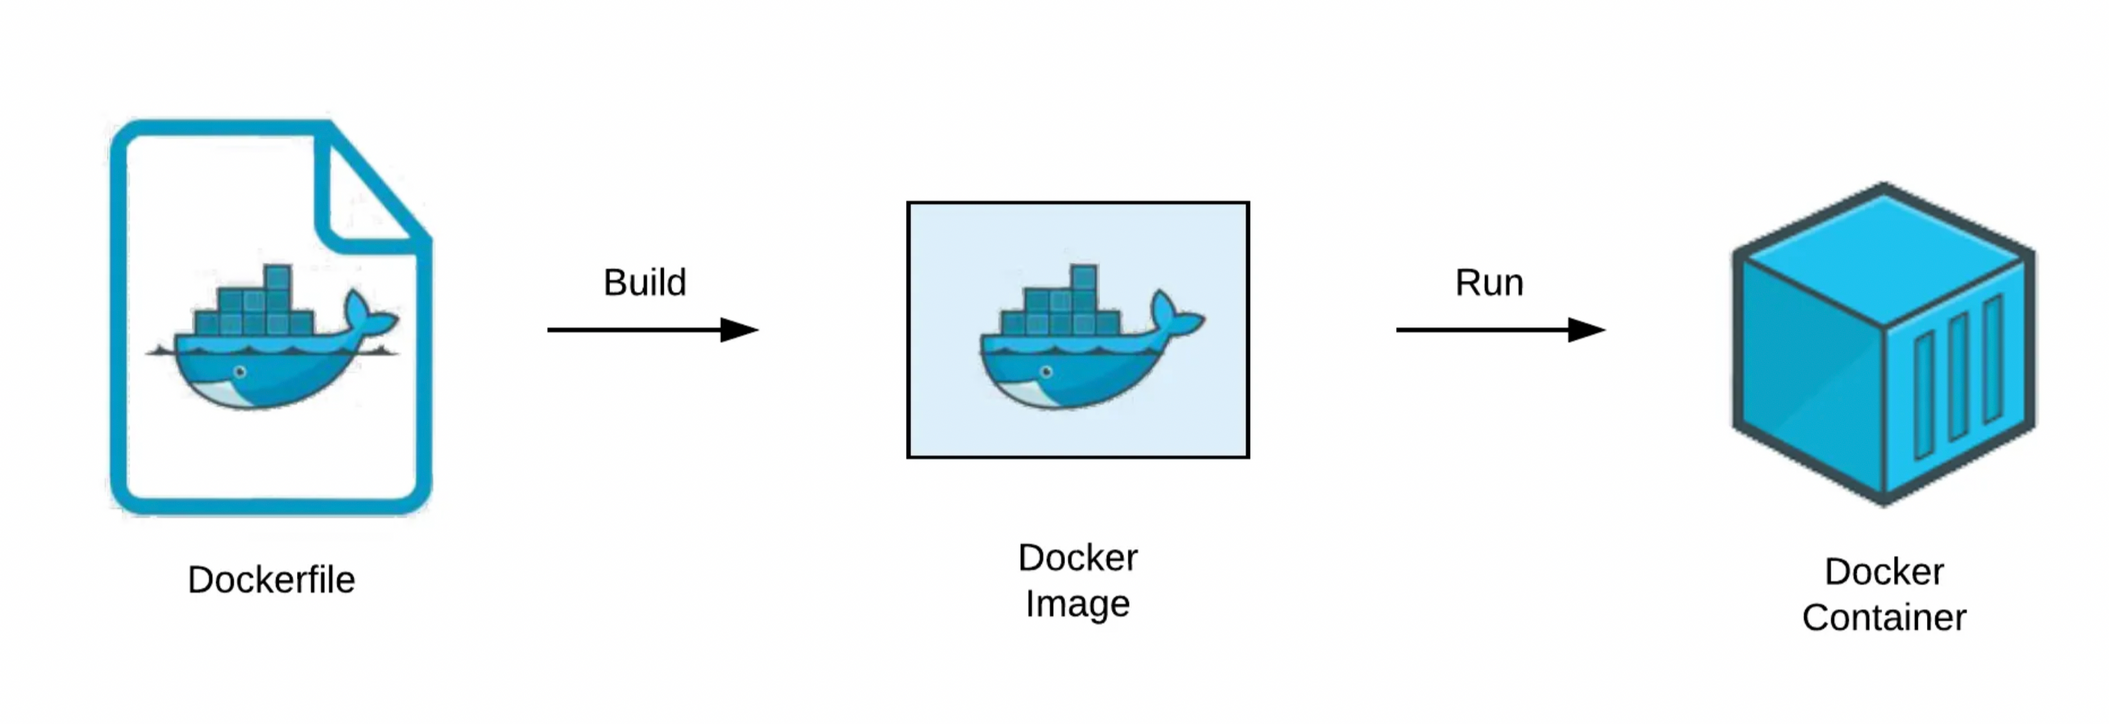 Dockerfile
Build
Docker
Image
Run
Docker
Container